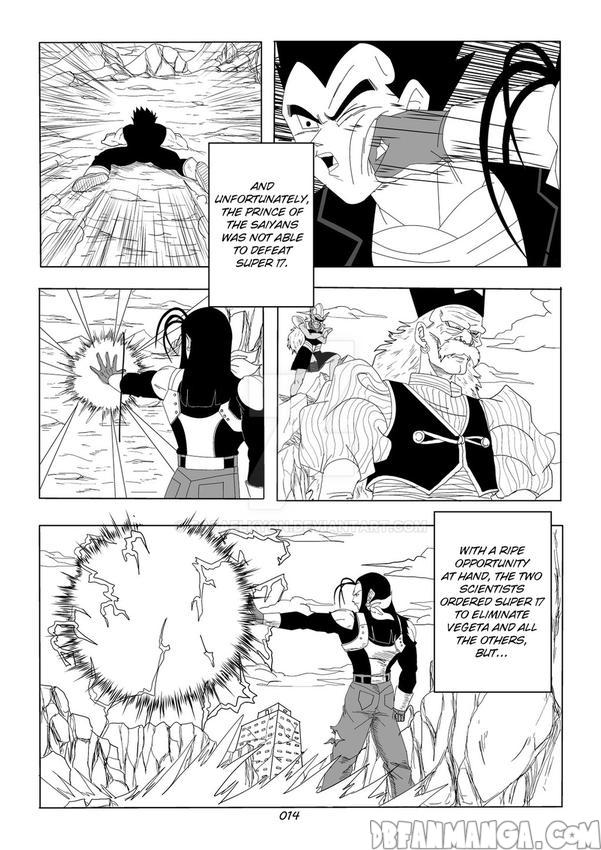 AND
UNFORTUNATELY,
THE PRINCE OF
THE SAIYANS
WAS NOT ABLE
TO DEFEAT
SUPER 17.
WITH A RIPE
OPPORTUNITY
AT HAND, THE TWO
SCIENTISTS
ORDERED SUPER 17
TO ELIMINATE
VEGETA AND ALL
THE OTHERS,
BUT...
014
DBFANMANGA.COM